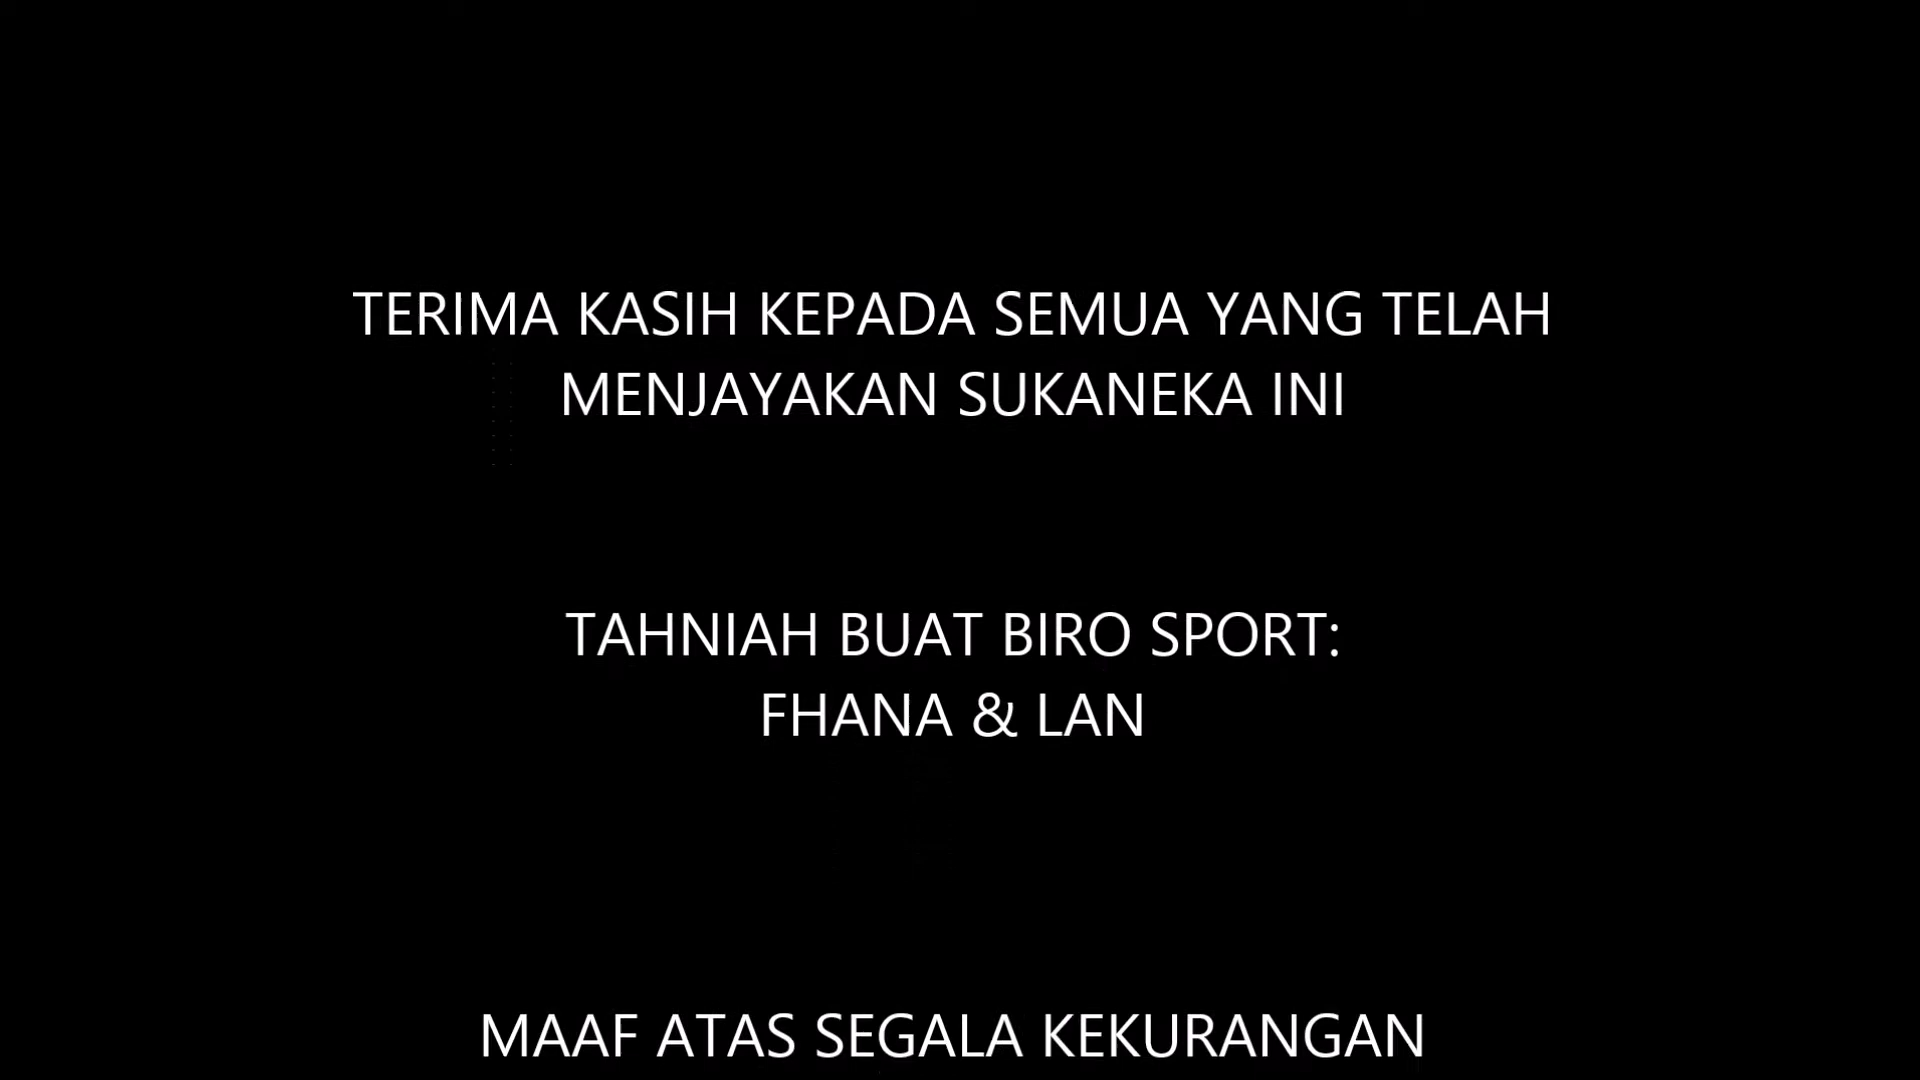 TERIMA KASIH KEPADA SEMUA YANG TELAH
MENJAYAKAN SUKANEKA INI
TAHNIAH BUAT BIRO SPORT:
FHANA & LAN
MAAF ATAS SEGALA KEKURANGAN